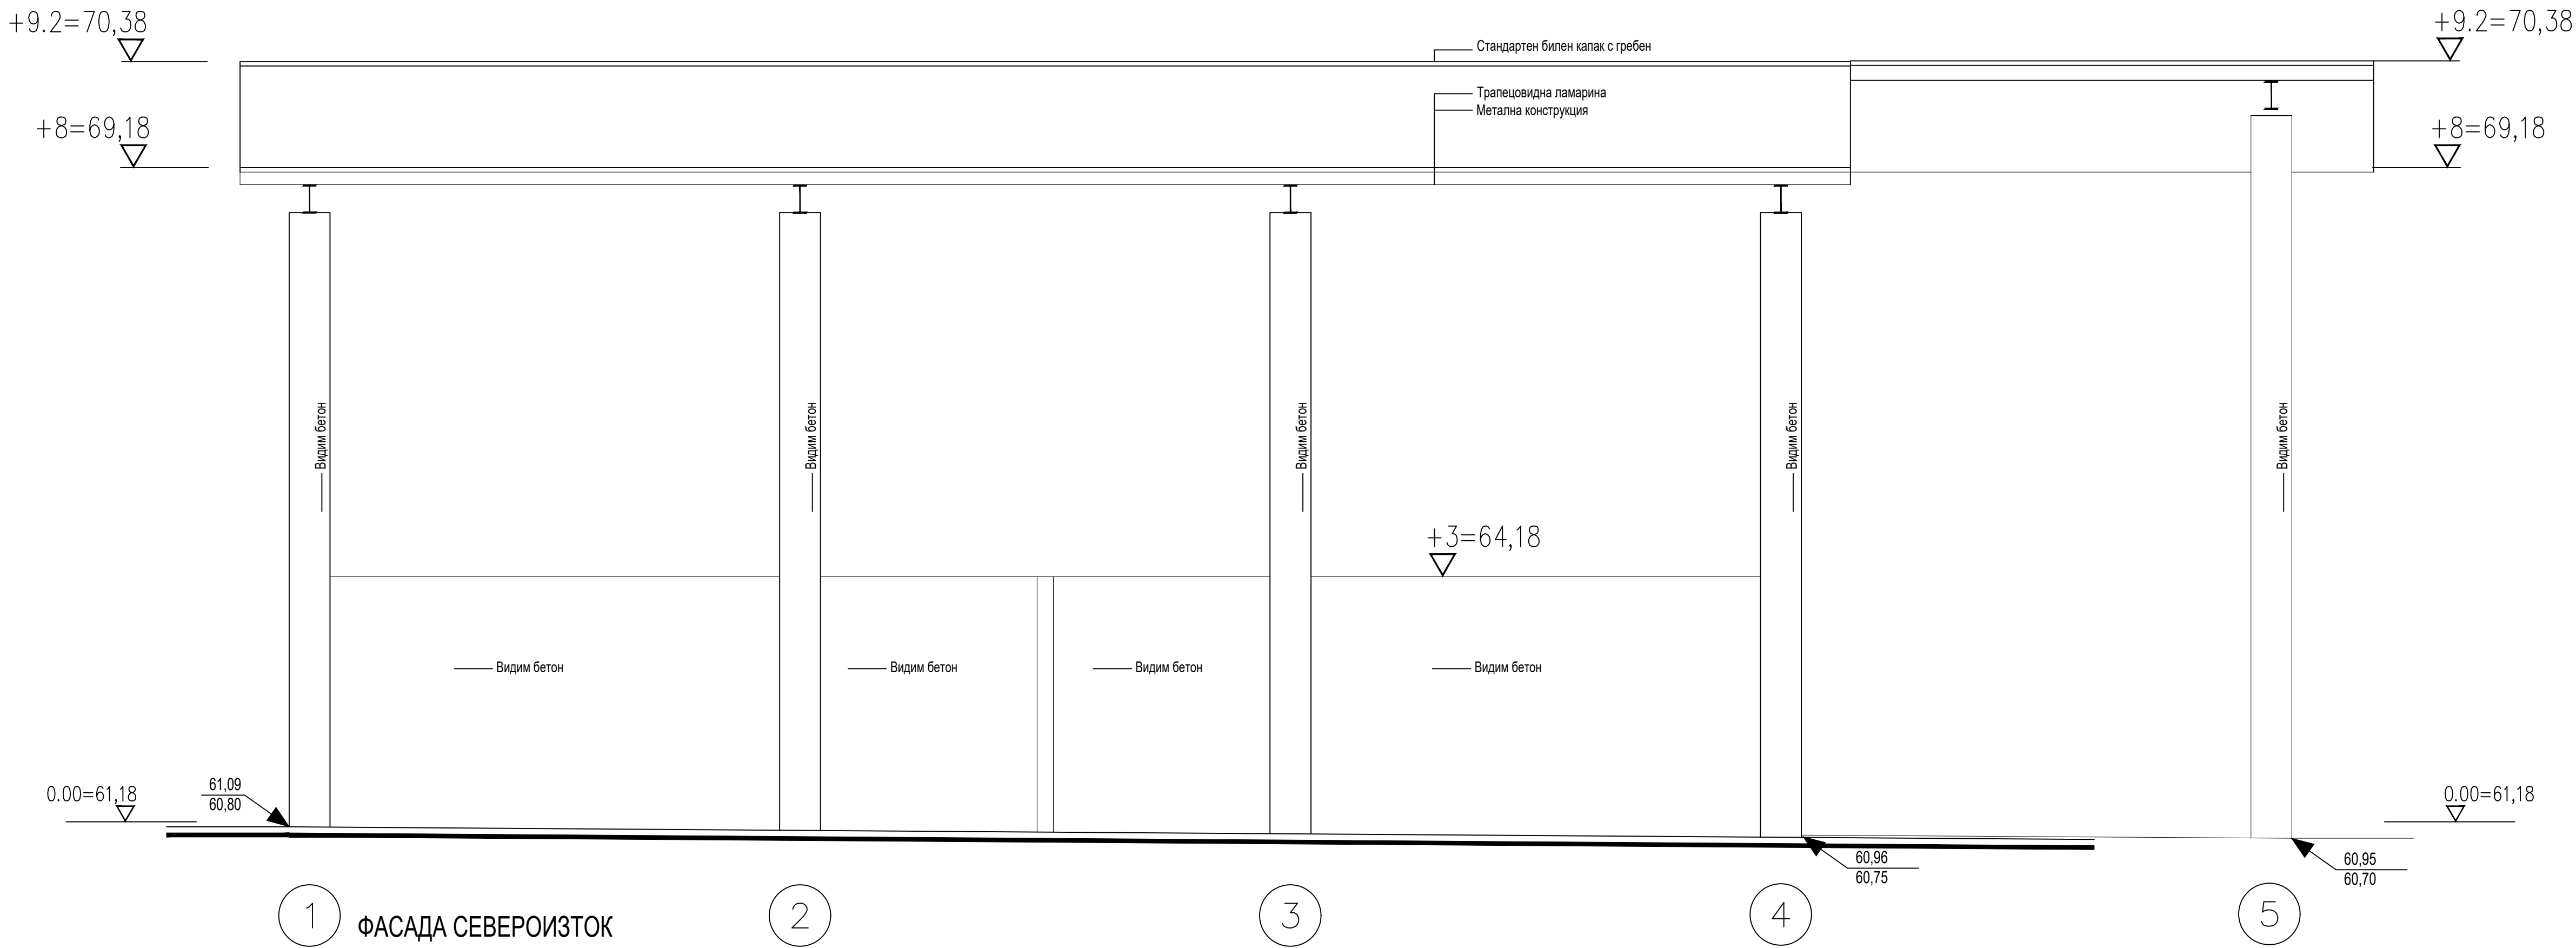 +9.2=70,38
+9.2=70,38
Стандартен билен капак с гребен
Трапецовидна ламарина
Метална конструкция
+8=69,18
+8=69,18
Видим бетон
Видим бетон
Видим бетон
Видим бетон
Видим бетон
+3=64,18
Видим бетон
Видим бетон
Видим бетон
Видим бетон
0.00=61,18
61,09
60,80
0.00=61,18
60,96
60,75
60,95
60,70
1
ФАСАДА СЕВЕРОИЗТОК
2
3
4
5